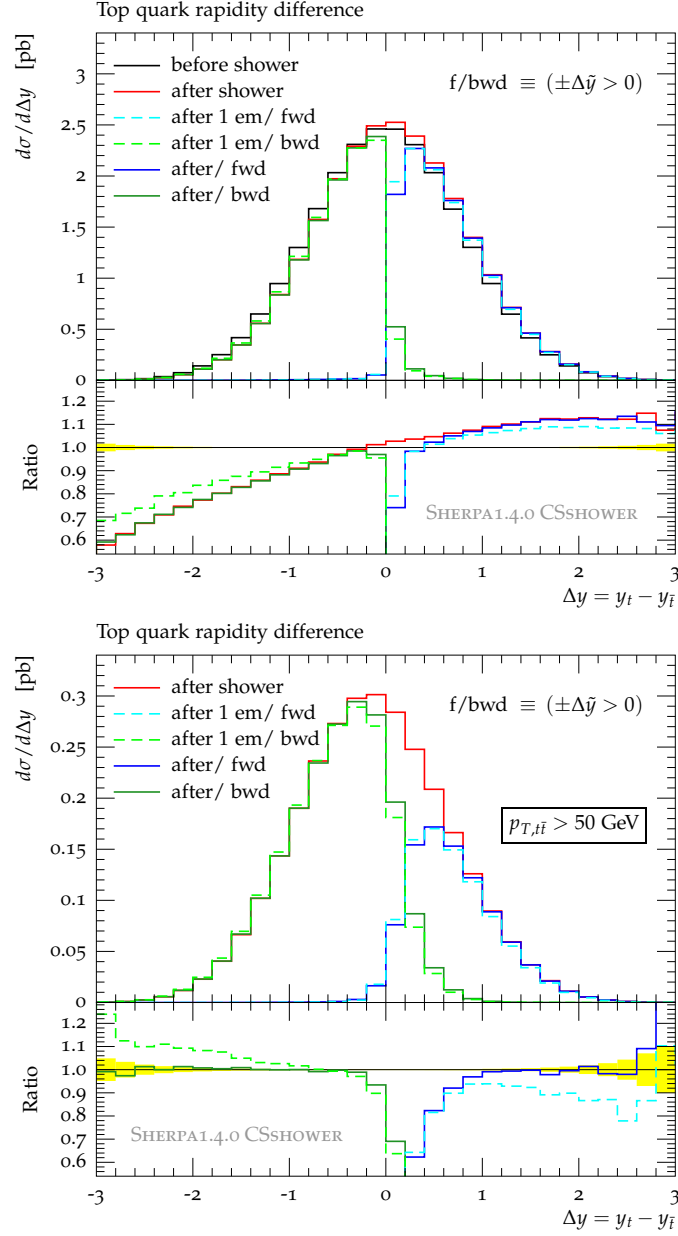 Top quark rapidity difference
dσ/dΔy [pb]
before shower
after shower
after 1 em/ fwd
after 1 em/ bwd
after/ fwd
after/ bwd
f/bwd ≡ (±Δỹ > 0)
3
2.5
2
1.5
1
0.5
0
Ratio
1.2
1.1
1.0
0.9
0.8
0.7
0.6
SHERPA1.4.0 CSSHOWER
-3 -2 -1 0 1 2 3
Δy = y_t − y_t̄
Top quark rapidity difference
dσ/dΔy [pb]
after shower
after 1 em/ fwd
after 1 em/ bwd
after/ fwd
after/ bwd
f/bwd ≡ (±Δỹ > 0)
p_{T,tt̄} > 50 GeV
0.3
0.25
0.2
0.15
0.1
0.05
0
Ratio
1.2
1.1
1.0
0.9
0.8
0.7
0.6
SHERPA1.4.0 CSSHOWER
-3 -2 -1 0 1 2 3
Δy = y_t − y_t̄